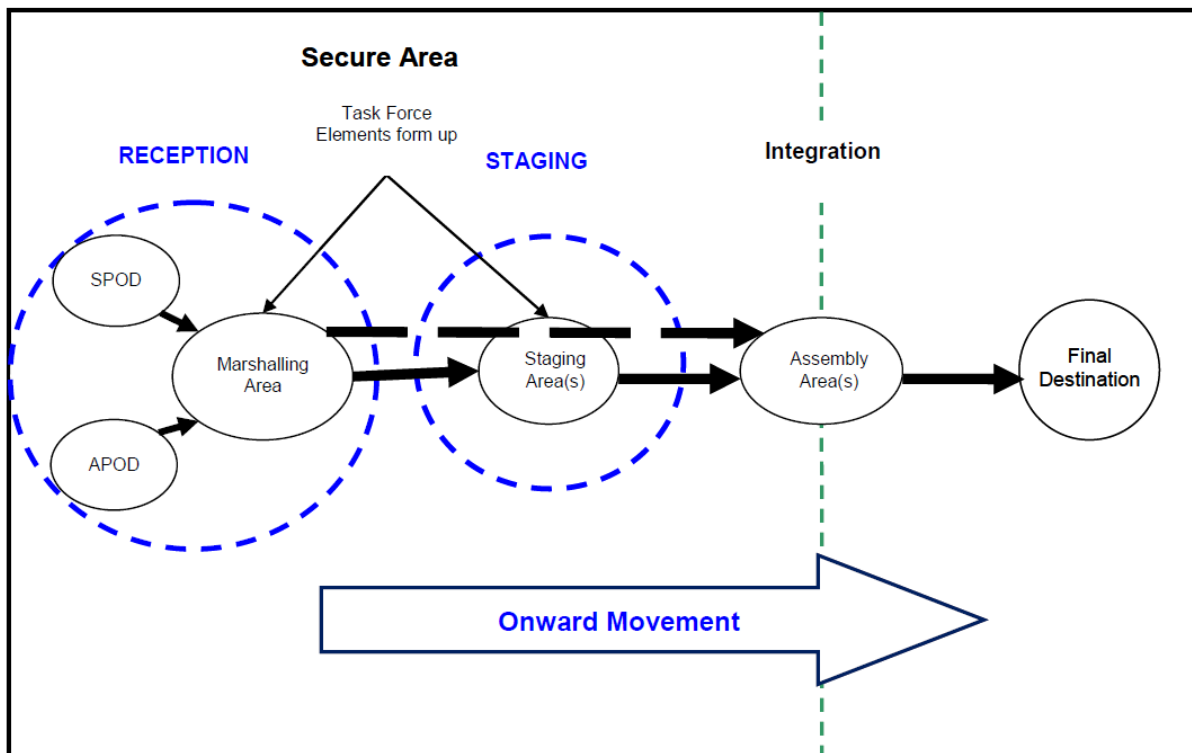 Secure Area
Task Force
Elements form up
RECEPTION
STAGING
Integration
SPOD
Marshalling
Area
Staging
Area(s)
Assembly
Area(s)
Final
Destination
APOD
Onward Movement